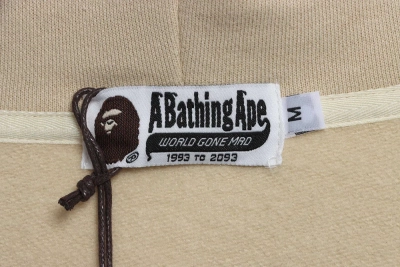 A Bathing Ape
WORLD GONE MAD
1993 TO 2093
M